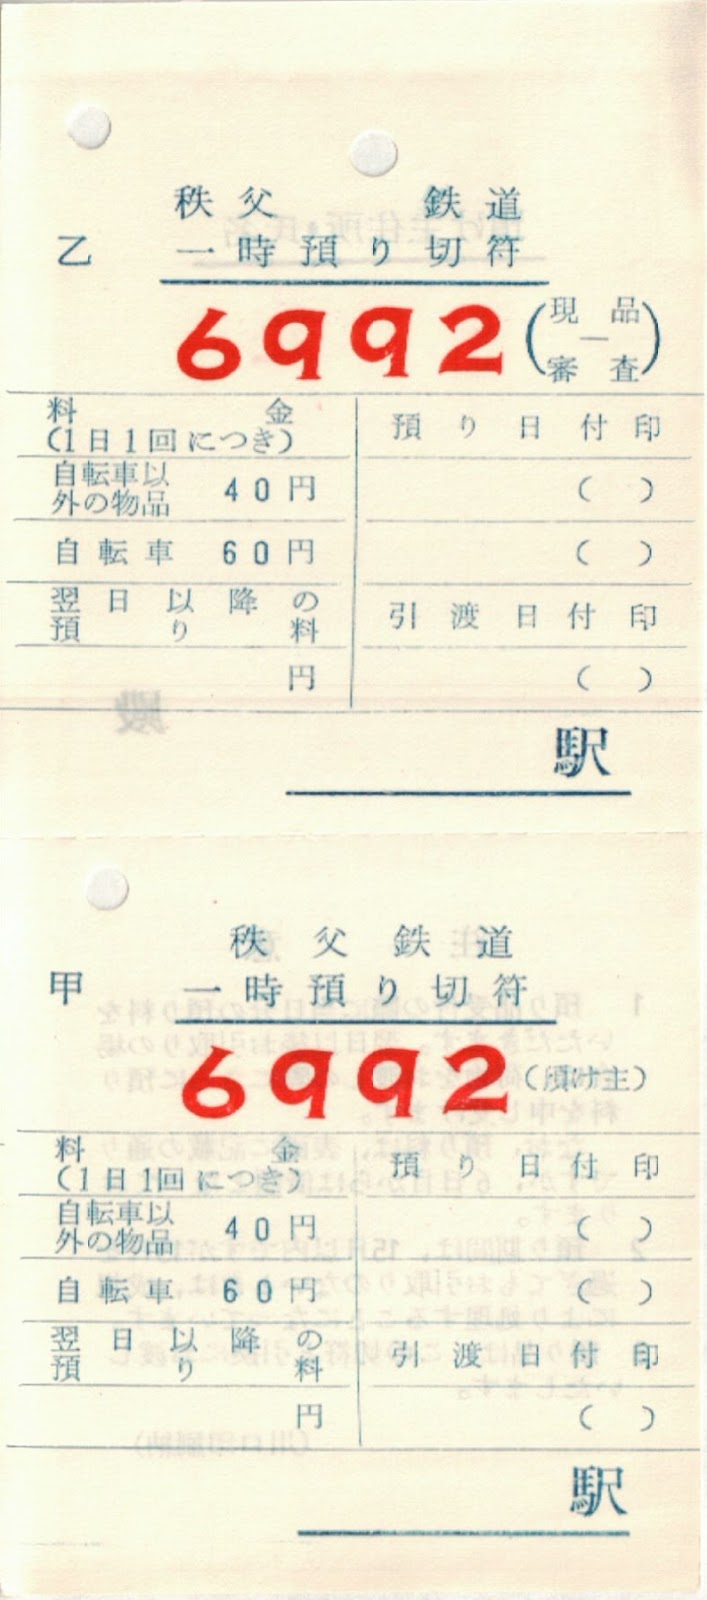 秩父鉄道
乙 一時預り切符
6992 (現品一審査)
料金 預り日付印
(1日1回につき)
自転車以
外の物品 40円 ( )
自転車 60円 ( )
翌日以降の 引渡日付印
預り料
円 ( )
駅
秩父鉄道
甲 一時預り切符
6992 (預け主)
料金 預り日付印
(1日1回につき)
自転車以
外の物品 40円 ( )
自転車 60円 ( )
翌日以降の 引渡日付印
預り料
円 ( )
駅